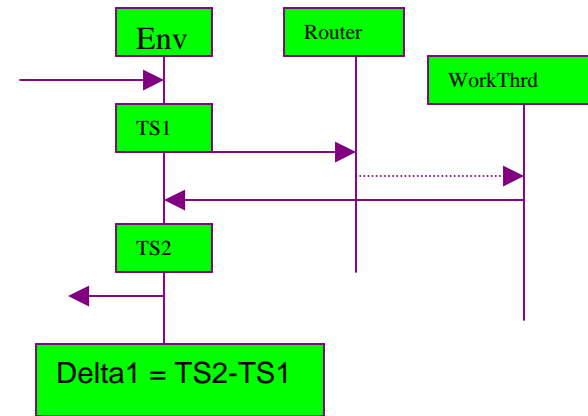 Env
Router
WorkThrd
TS1
TS2
Delta1 = TS2-TS1